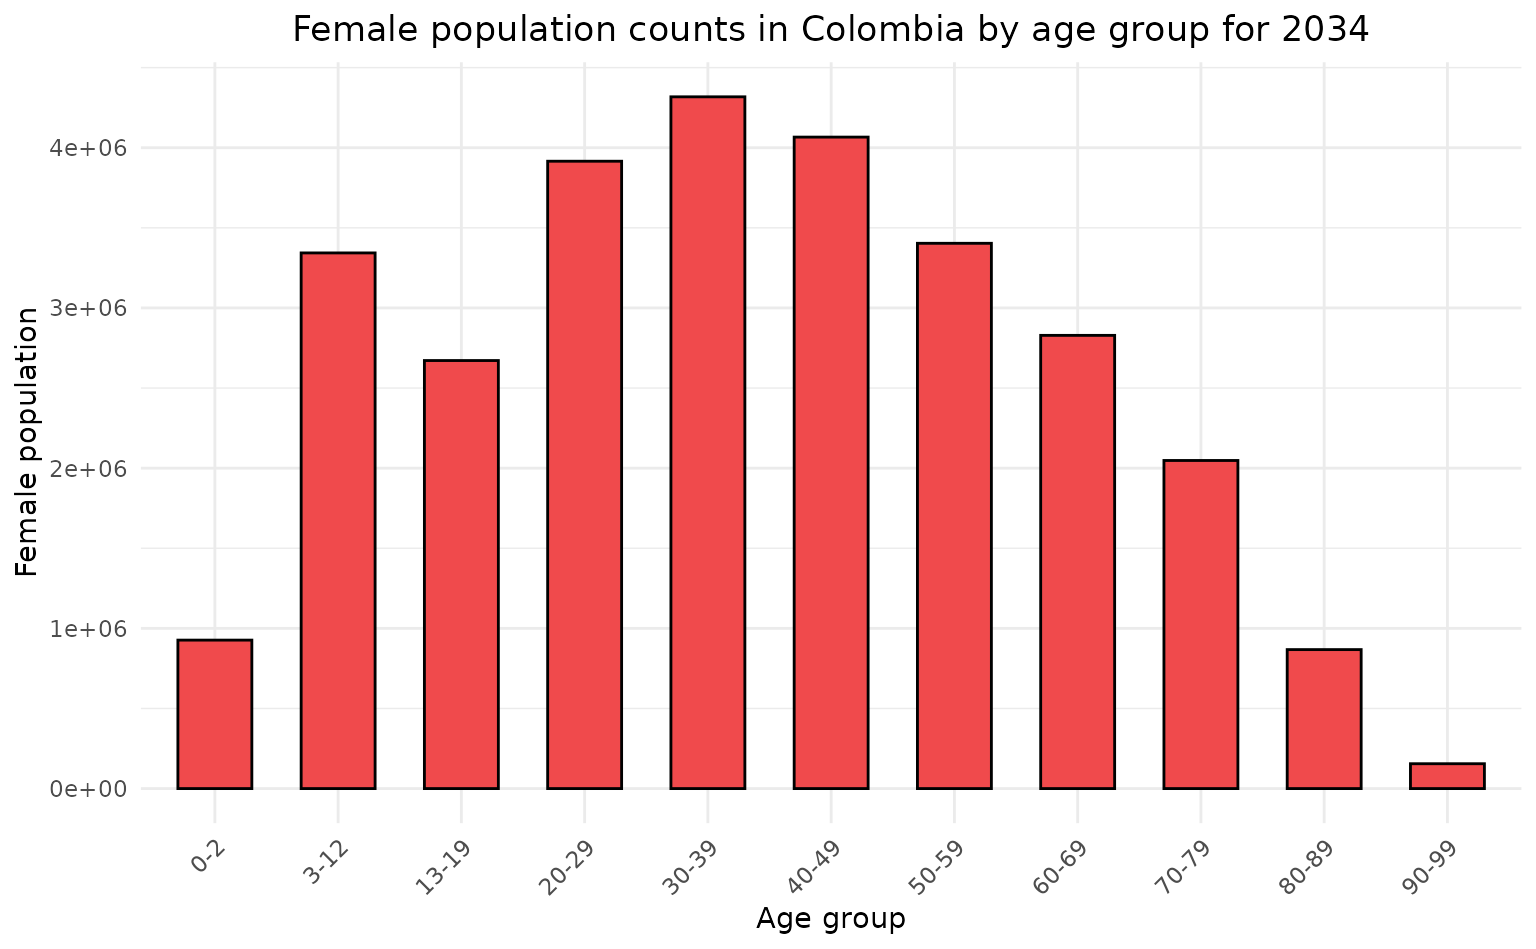 Female population counts in Colombia by age group for 2034
Female population
4e+06
3e+06
2e+06
1e+06
0e+00
0-2
3-12
13-19
20-29
30-39
40-49
50-59
60-69
70-79
80-89
90-99
Age group